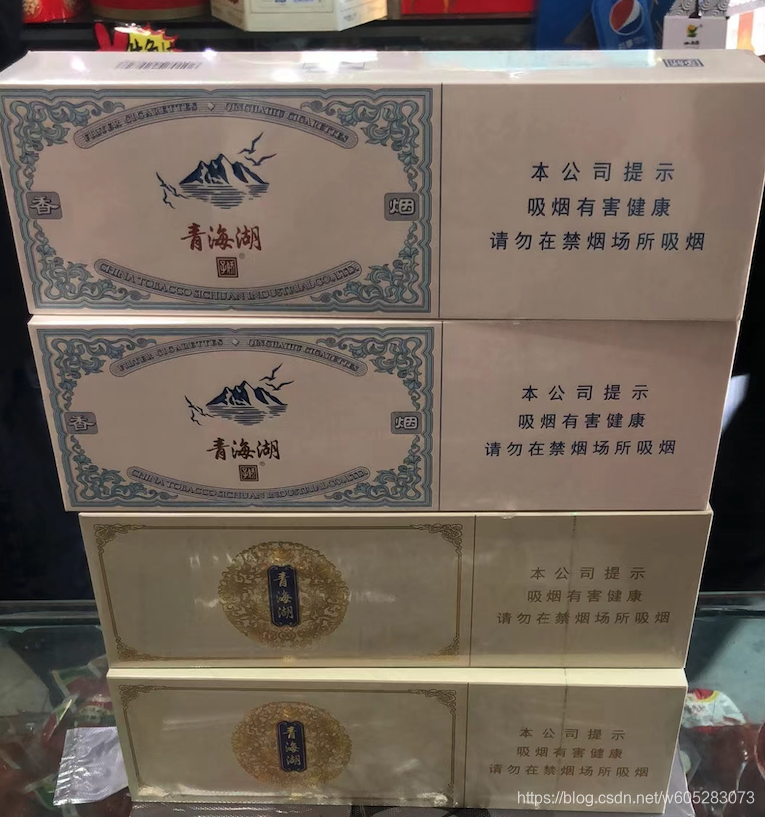 FILTER CIGARETTES ◇ QINGHAIHU CIGARETTES
香
烟
青海湖
®
CHINA TOBACCO SICHUAN INDUSTRIAL CO.,LTD
本公司提示
吸烟有害健康
请勿在禁烟场所吸烟
FILTER CIGARETTES ◇ QINGHAIHU CIGARETTES
香
烟
青海湖
®
CHINA TOBACCO SICHUAN INDUSTRIAL CO.,LTD
本公司提示
吸烟有害健康
请勿在禁烟场所吸烟
青海湖
本公司提示
吸烟有害健康
请勿在禁烟场所吸烟
青海湖
本公司提示
吸烟有害健康
请勿在禁烟场所吸烟
https://blog.csdn.net/w605283073